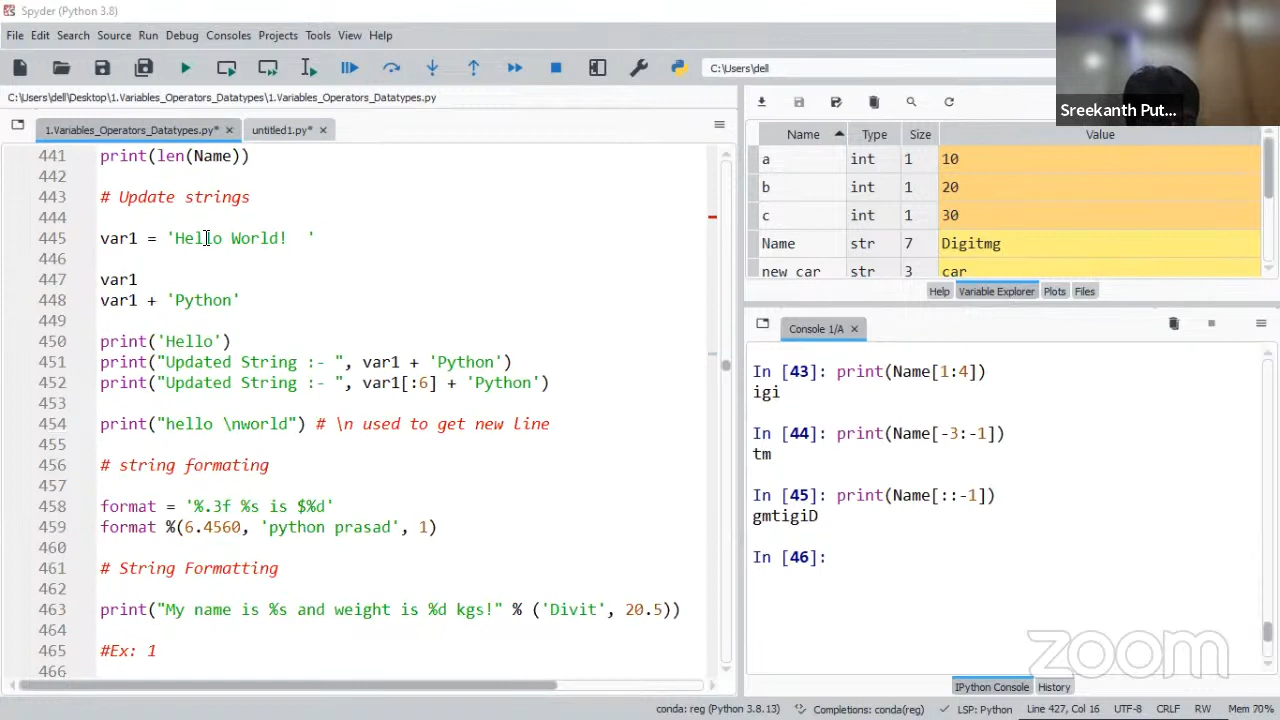 Spyder (Python 3.8)
File Edit Search Source Run Debug Consoles Projects Tools View Help
C:\Users\dell
Sreekanth Put...
C:\Users\dell\Desktop\1.Variables_Operators_Datatypes\1.Variables_Operators_Datatypes.py
1.Variables_Operators_Datatypes.py* untitled1.py*
441 print(len(Name))
442
443 # Update strings
444
445 var1 = 'Hello World!  '
446
447 var1
448 var1 + 'Python'
449
450 print('Hello')
451 print("Updated String :- ", var1 + 'Python')
452 print("Updated String :- ", var1[:6] + 'Python')
453
454 print("hello \nworld") # \n used to get new line
455
456 # string formating
457
458 format = '%.3f %s is $%d'
459 format %(6.4560, 'python prasad', 1)
460
461 # String Formatting
462
463 print("My name is %s and weight is %d kgs!" % ('Divit', 20.5))
464
465 #Ex: 1
466
Name Type Size Value
a int 1 10
b int 1 20
c int 1 30
Name str 7 Digitmg
new car str 3 car
Help Variable Explorer Plots Files
Console 1/A
In [43]: print(Name[1:4])
igi
In [44]: print(Name[-3:-1])
tm
In [45]: print(Name[::-1])
gmtigiD
In [46]:
zoom
IPython Console History
conda: reg (Python 3.8.13) Completions: conda(reg) LSP: Python Line 427, Col 16 UTF-8 CRLF RW Mem 70%